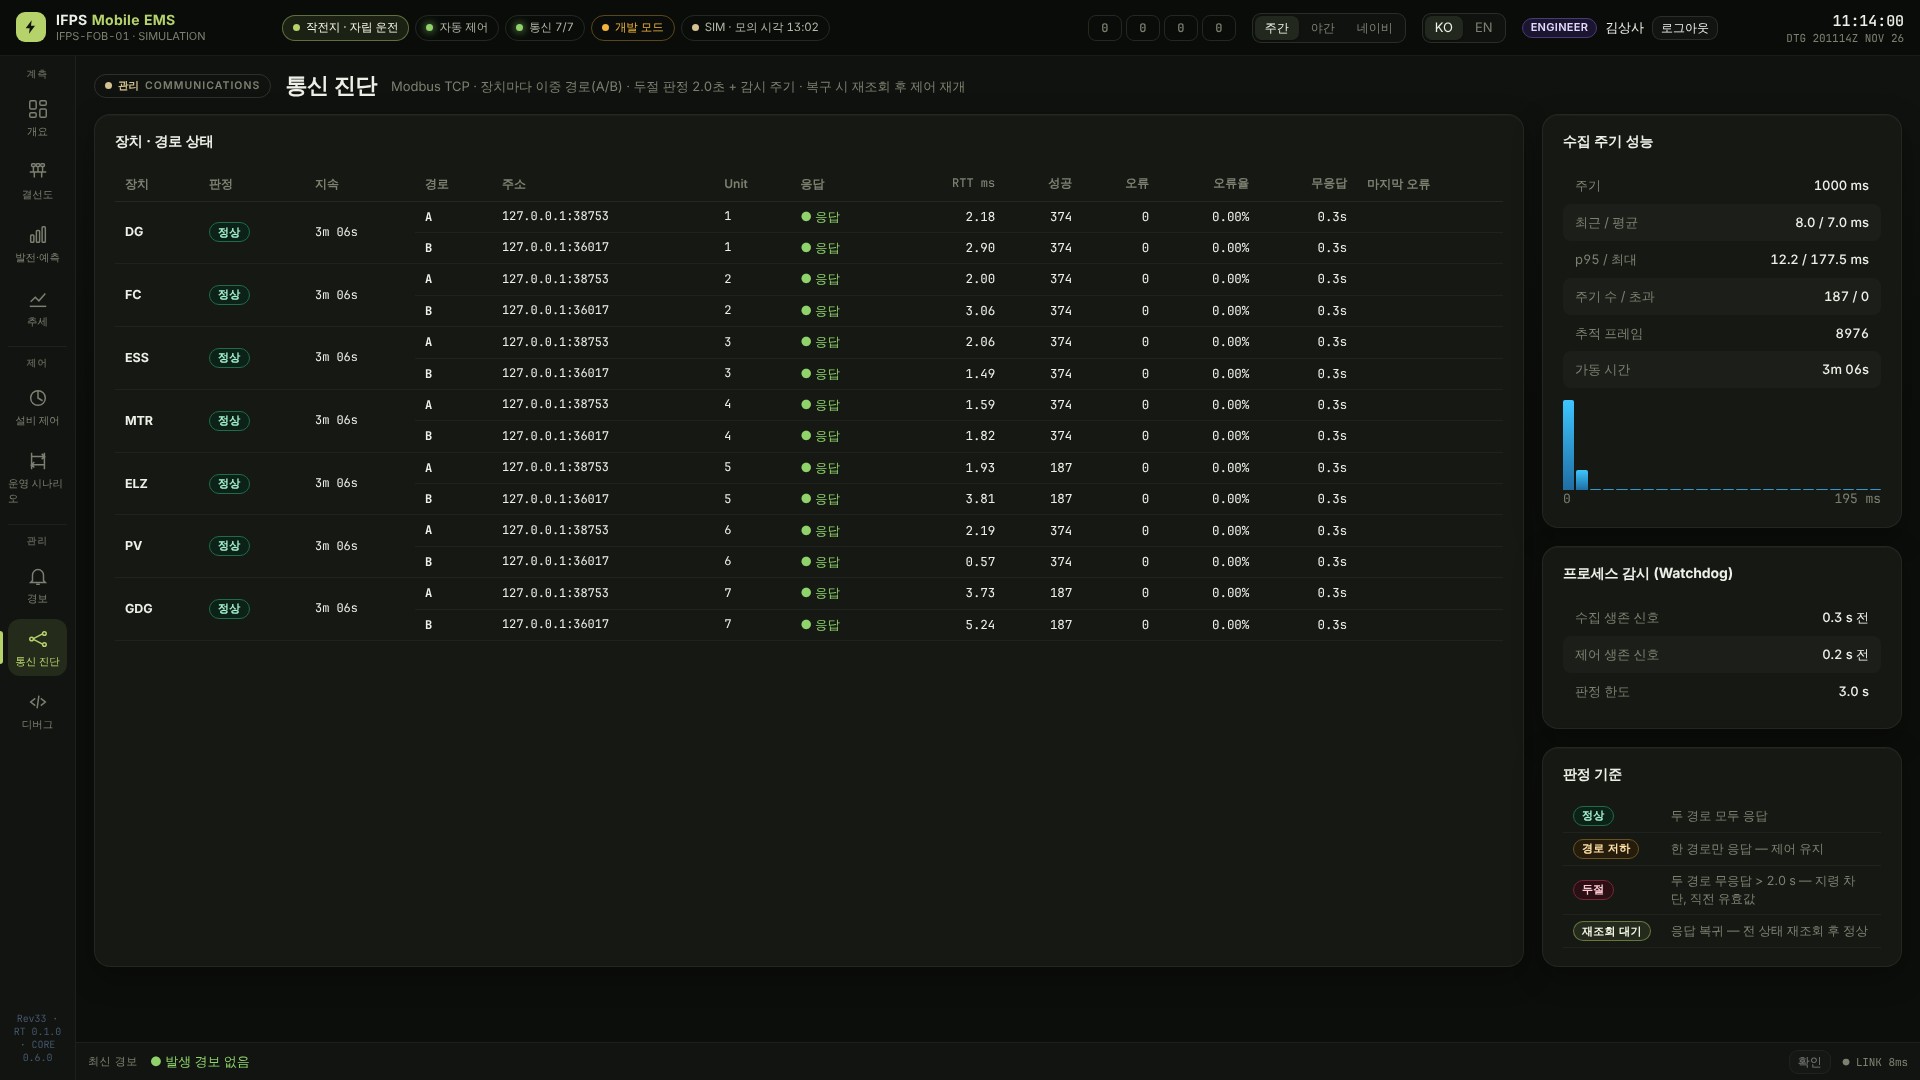 IFPS Mobile EMS
IFPS-FOB-01 · SIMULATION
작전지 · 자립 운전
자동 제어
통신 7/7
개발 모드
SIM · 모의 시각 13:02
0 0 0 0
주간 야간 네이비
KO EN
ENGINEER 김상사 로그아웃
11:14:00
DTG 201114Z NOV 26
계측
개요
결선도
발전·예측
추세
제어
설비 제어
운영 시나리
오
관리
경보
통신 진단
디버그
Rev33 ·
RT 0.1.0
· CORE
0.6.0
관리 COMMUNICATIONS
통신 진단
Modbus TCP · 장치마다 이중 경로(A/B) · 두절 판정 2.0초 + 감시 주기 · 복구 시 재조회 후 제어 재개
장치 · 경로 상태
장치 판정 지속 경로 주소 Unit 응답 RTT ms 성공 오류 오류율 무응답 마지막 오류
DG 정상 3m 06s
A 127.0.0.1:38753 1 응답 2.18 374 0 0.00% 0.3s
B 127.0.0.1:36017 1 응답 2.90 374 0 0.00% 0.3s
FC 정상 3m 06s
A 127.0.0.1:38753 2 응답 2.00 374 0 0.00% 0.3s
B 127.0.0.1:36017 2 응답 3.06 374 0 0.00% 0.3s
ESS 정상 3m 06s
A 127.0.0.1:38753 3 응답 2.06 374 0 0.00% 0.3s
B 127.0.0.1:36017 3 응답 1.49 374 0 0.00% 0.3s
MTR 정상 3m 06s
A 127.0.0.1:38753 4 응답 1.59 374 0 0.00% 0.3s
B 127.0.0.1:36017 4 응답 1.82 374 0 0.00% 0.3s
ELZ 정상 3m 06s
A 127.0.0.1:38753 5 응답 1.93 187 0 0.00% 0.3s
B 127.0.0.1:36017 5 응답 3.81 187 0 0.00% 0.3s
PV 정상 3m 06s
A 127.0.0.1:38753 6 응답 2.19 374 0 0.00% 0.3s
B 127.0.0.1:36017 6 응답 0.57 374 0 0.00% 0.3s
GDG 정상 3m 06s
A 127.0.0.1:38753 7 응답 3.73 187 0 0.00% 0.3s
B 127.0.0.1:36017 7 응답 5.24 187 0 0.00% 0.3s
수집 주기 성능
주기 1000 ms
최근 / 평균 8.0 / 7.0 ms
p95 / 최대 12.2 / 177.5 ms
주기 수 / 초과 187 / 0
추적 프레임 8976
가동 시간 3m 06s
0 195 ms
프로세스 감시 (Watchdog)
수집 생존 신호 0.3 s 전
제어 생존 신호 0.2 s 전
판정 한도 3.0 s
판정 기준
정상 두 경로 모두 응답
경로 저하 한 경로만 응답 — 제어 유지
두절 두 경로 무응답 > 2.0 s — 지령 차
단, 직전 유효값
재조회 대기 응답 복귀 — 전 상태 재조회 후 정상
최신 경보 발생 경보 없음
확인 LINK 8ms